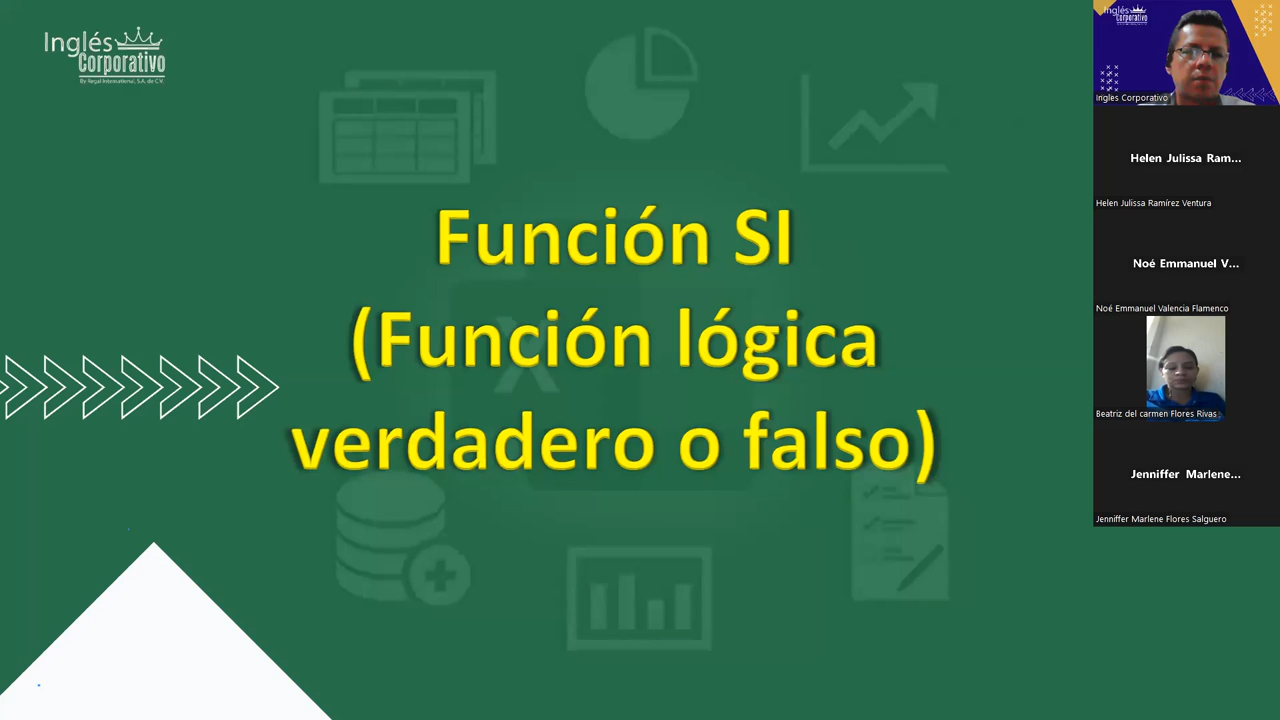 Inglés
Corporativo
By Regal International, S.A. de C.V.
Función SI
(Función lógica
verdadero o falso)
Inglés
Corporativo
Ingles Corporativo
Helen Julissa Ram...
Helen Julissa Ramírez Ventura
Noé Emmanuel V...
Noé Emmanuel Valencia Flamenco
Beatriz del carmen Flores Rivas
Jenniffer Marlene...
Jenniffer Marlene Flores Salguero